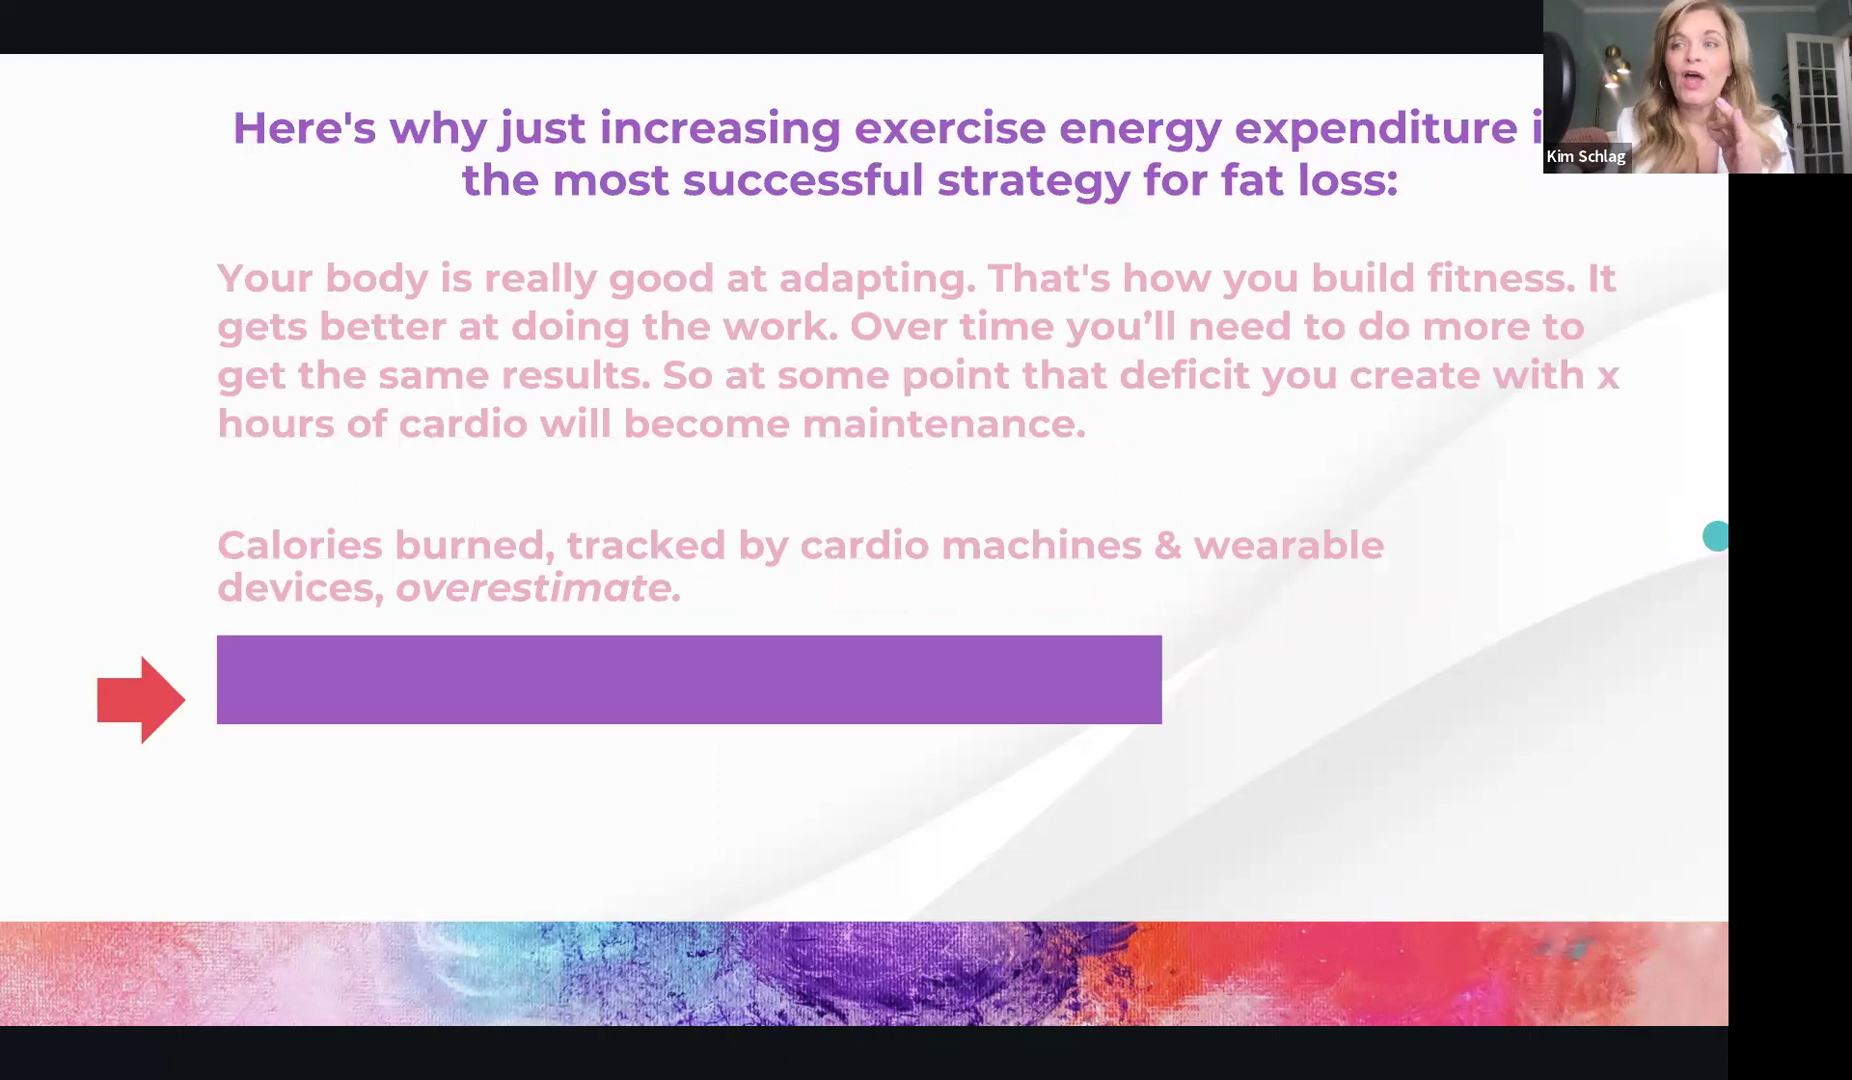 Here's why just increasing exercise energy expenditure
the most successful strategy for fat loss:
Kim Schlag
Your body is really good at adapting. That's how you build fitness. It
gets better at doing the work. Over time you’ll need to do more to
get the same results. So at some point that deficit you create with x
hours of cardio will become maintenance.
Calories burned, tracked by cardio machines & wearable
devices, overestimate.